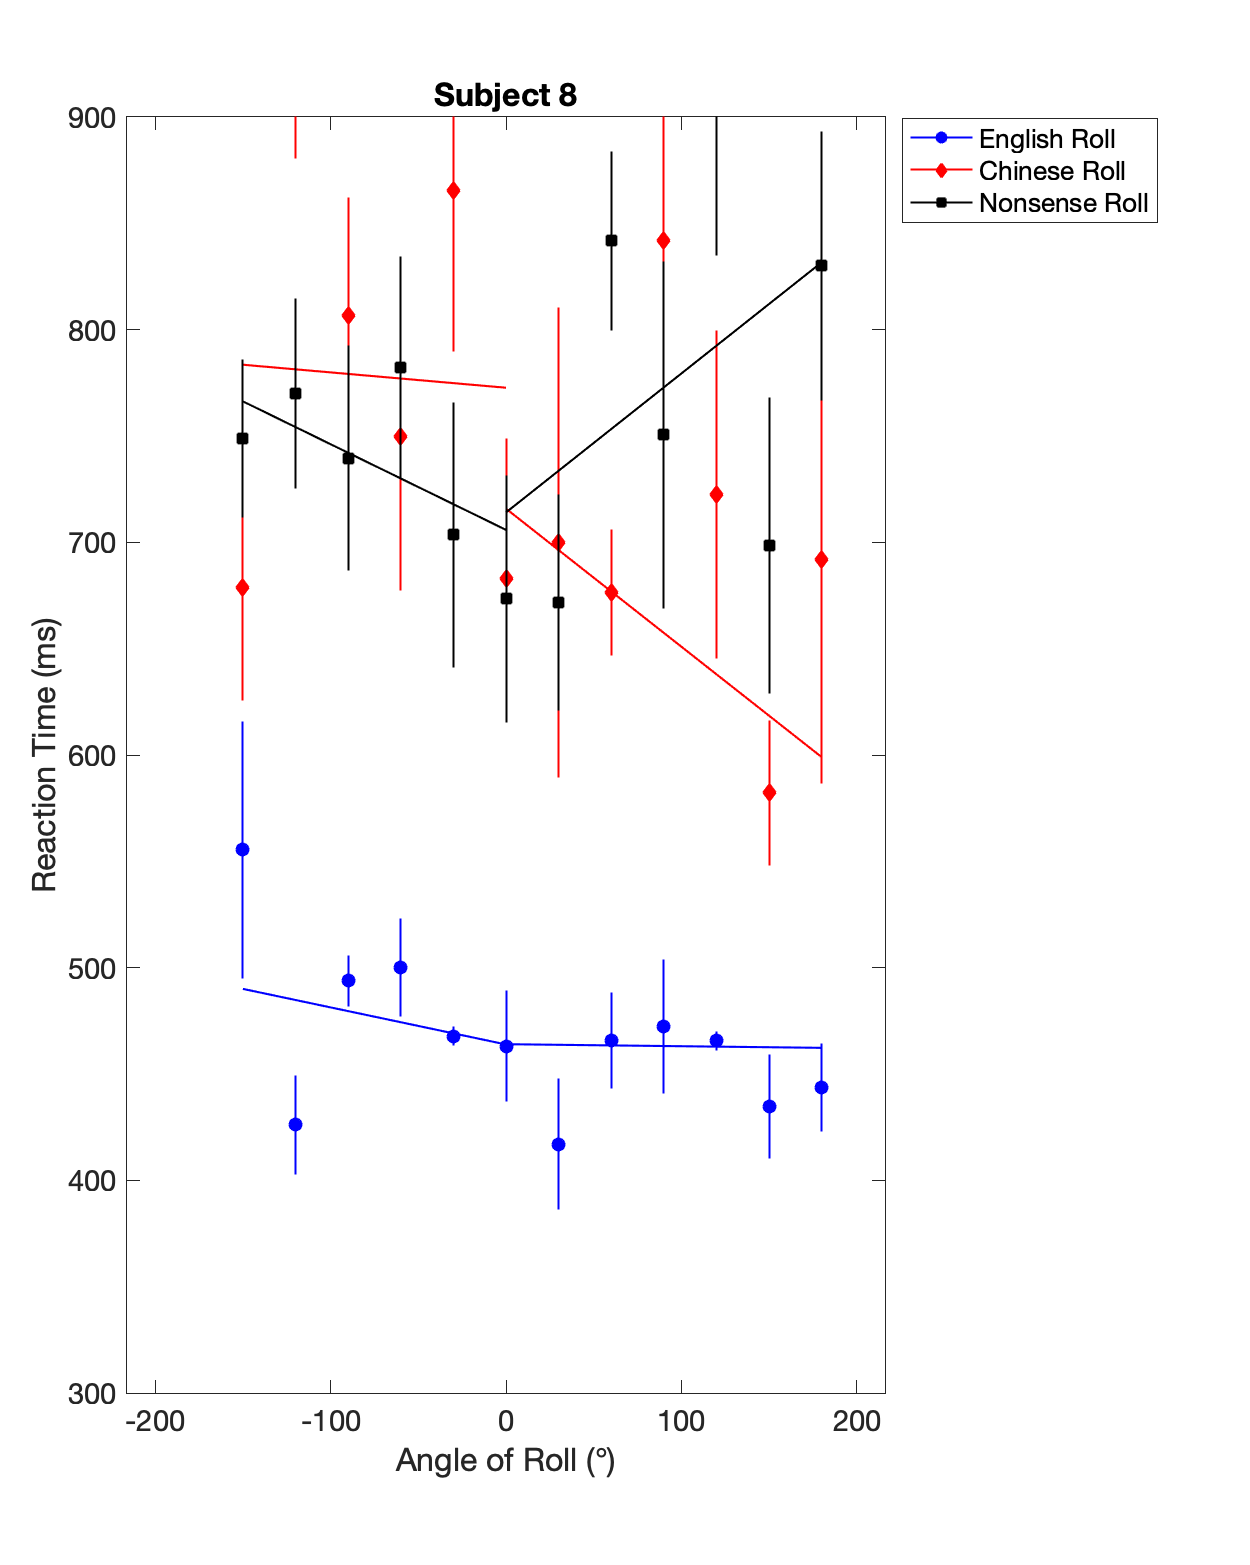 Subject 8
900
800
700
600
500
400
300
-200 -100 0 100 200
Angle of Roll (°)
Reaction Time (ms)
English Roll
Chinese Roll
Nonsense Roll